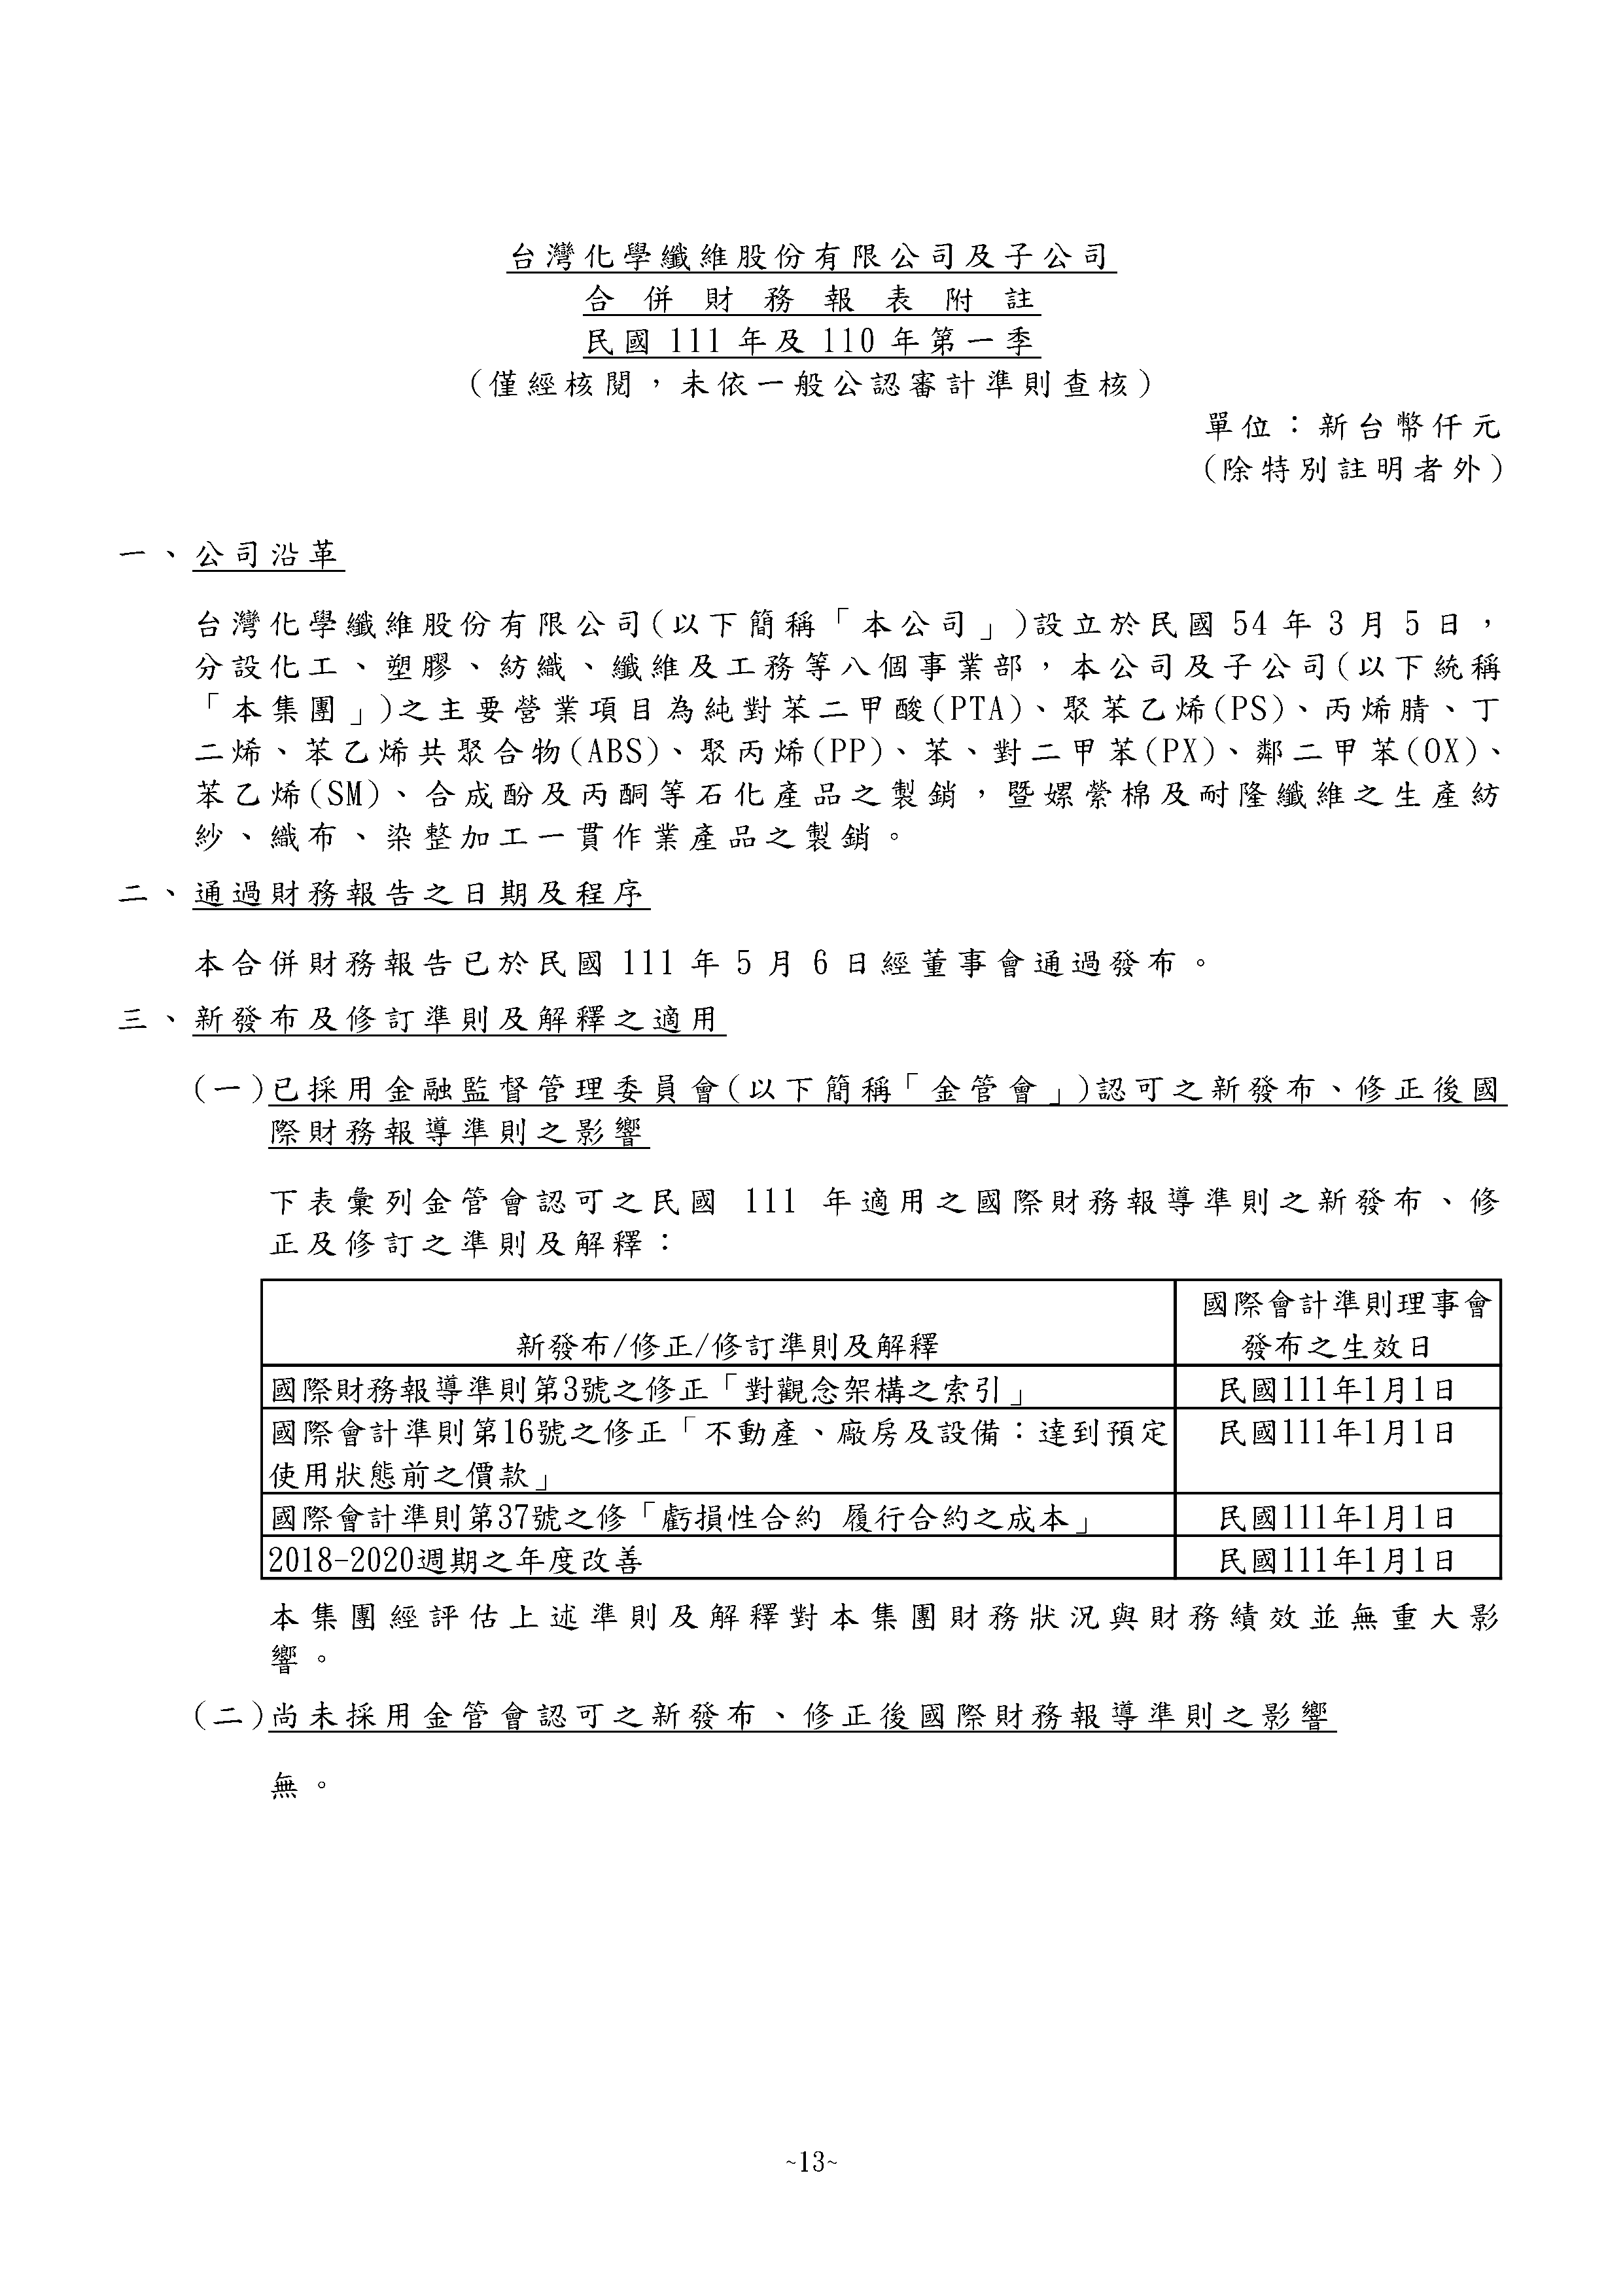 台灣化學纖維股份有限公司及子公司
合併財務報表附註
民國 111 年及 110 年第一季
(僅經核閱，未依一般公認審計準則查核)
單位：新台幣仟元
(除特別註明者外)
一、公司沿革
台灣化學纖維股份有限公司(以下簡稱「本公司」)設立於民國 54 年 3 月 5 日，
分設化工、塑膠、紡織、纖維及工務等八個事業部，本公司及子公司(以下統稱
「本集團」)之主要營業項目為純對苯二甲酸(PTA)、聚苯乙烯(PS)、丙烯腈、丁
二烯、苯乙烯共聚合物(ABS)、聚丙烯(PP)、苯、對二甲苯(PX)、鄰二甲苯(OX)、
苯乙烯(SM)、合成酚及丙酮等石化產品之製銷，暨嫘縈棉及耐隆纖維之生產紡
紗、織布、染整加工一貫作業產品之製銷。
二、通過財務報告之日期及程序
本合併財務報告已於民國 111 年 5 月 6 日經董事會通過發布。
三、新發布及修訂準則及解釋之適用
(一)已採用金融監督管理委員會(以下簡稱「金管會」)認可之新發布、修正後國
際財務報導準則之影響
下表彙列金管會認可之民國 111 年適用之國際財務報導準則之新發布、修
正及修訂之準則及解釋：
國際會計準則理事會
新發布/修正/修訂準則及解釋 發布之生效日
國際財務報導準則第3號之修正「對觀念架構之索引」 民國111年1月1日
國際會計準則第16號之修正「不動產、廠房及設備：達到預定 民國111年1月1日
使用狀態前之價款」
國際會計準則第37號之修「虧損性合約 履行合約之成本」 民國111年1月1日
2018-2020週期之年度改善 民國111年1月1日
本集團經評估上述準則及解釋對本集團財務狀況與財務績效並無重大影
響。
(二)尚未採用金管會認可之新發布、修正後國際財務報導準則之影響
無。
~13~